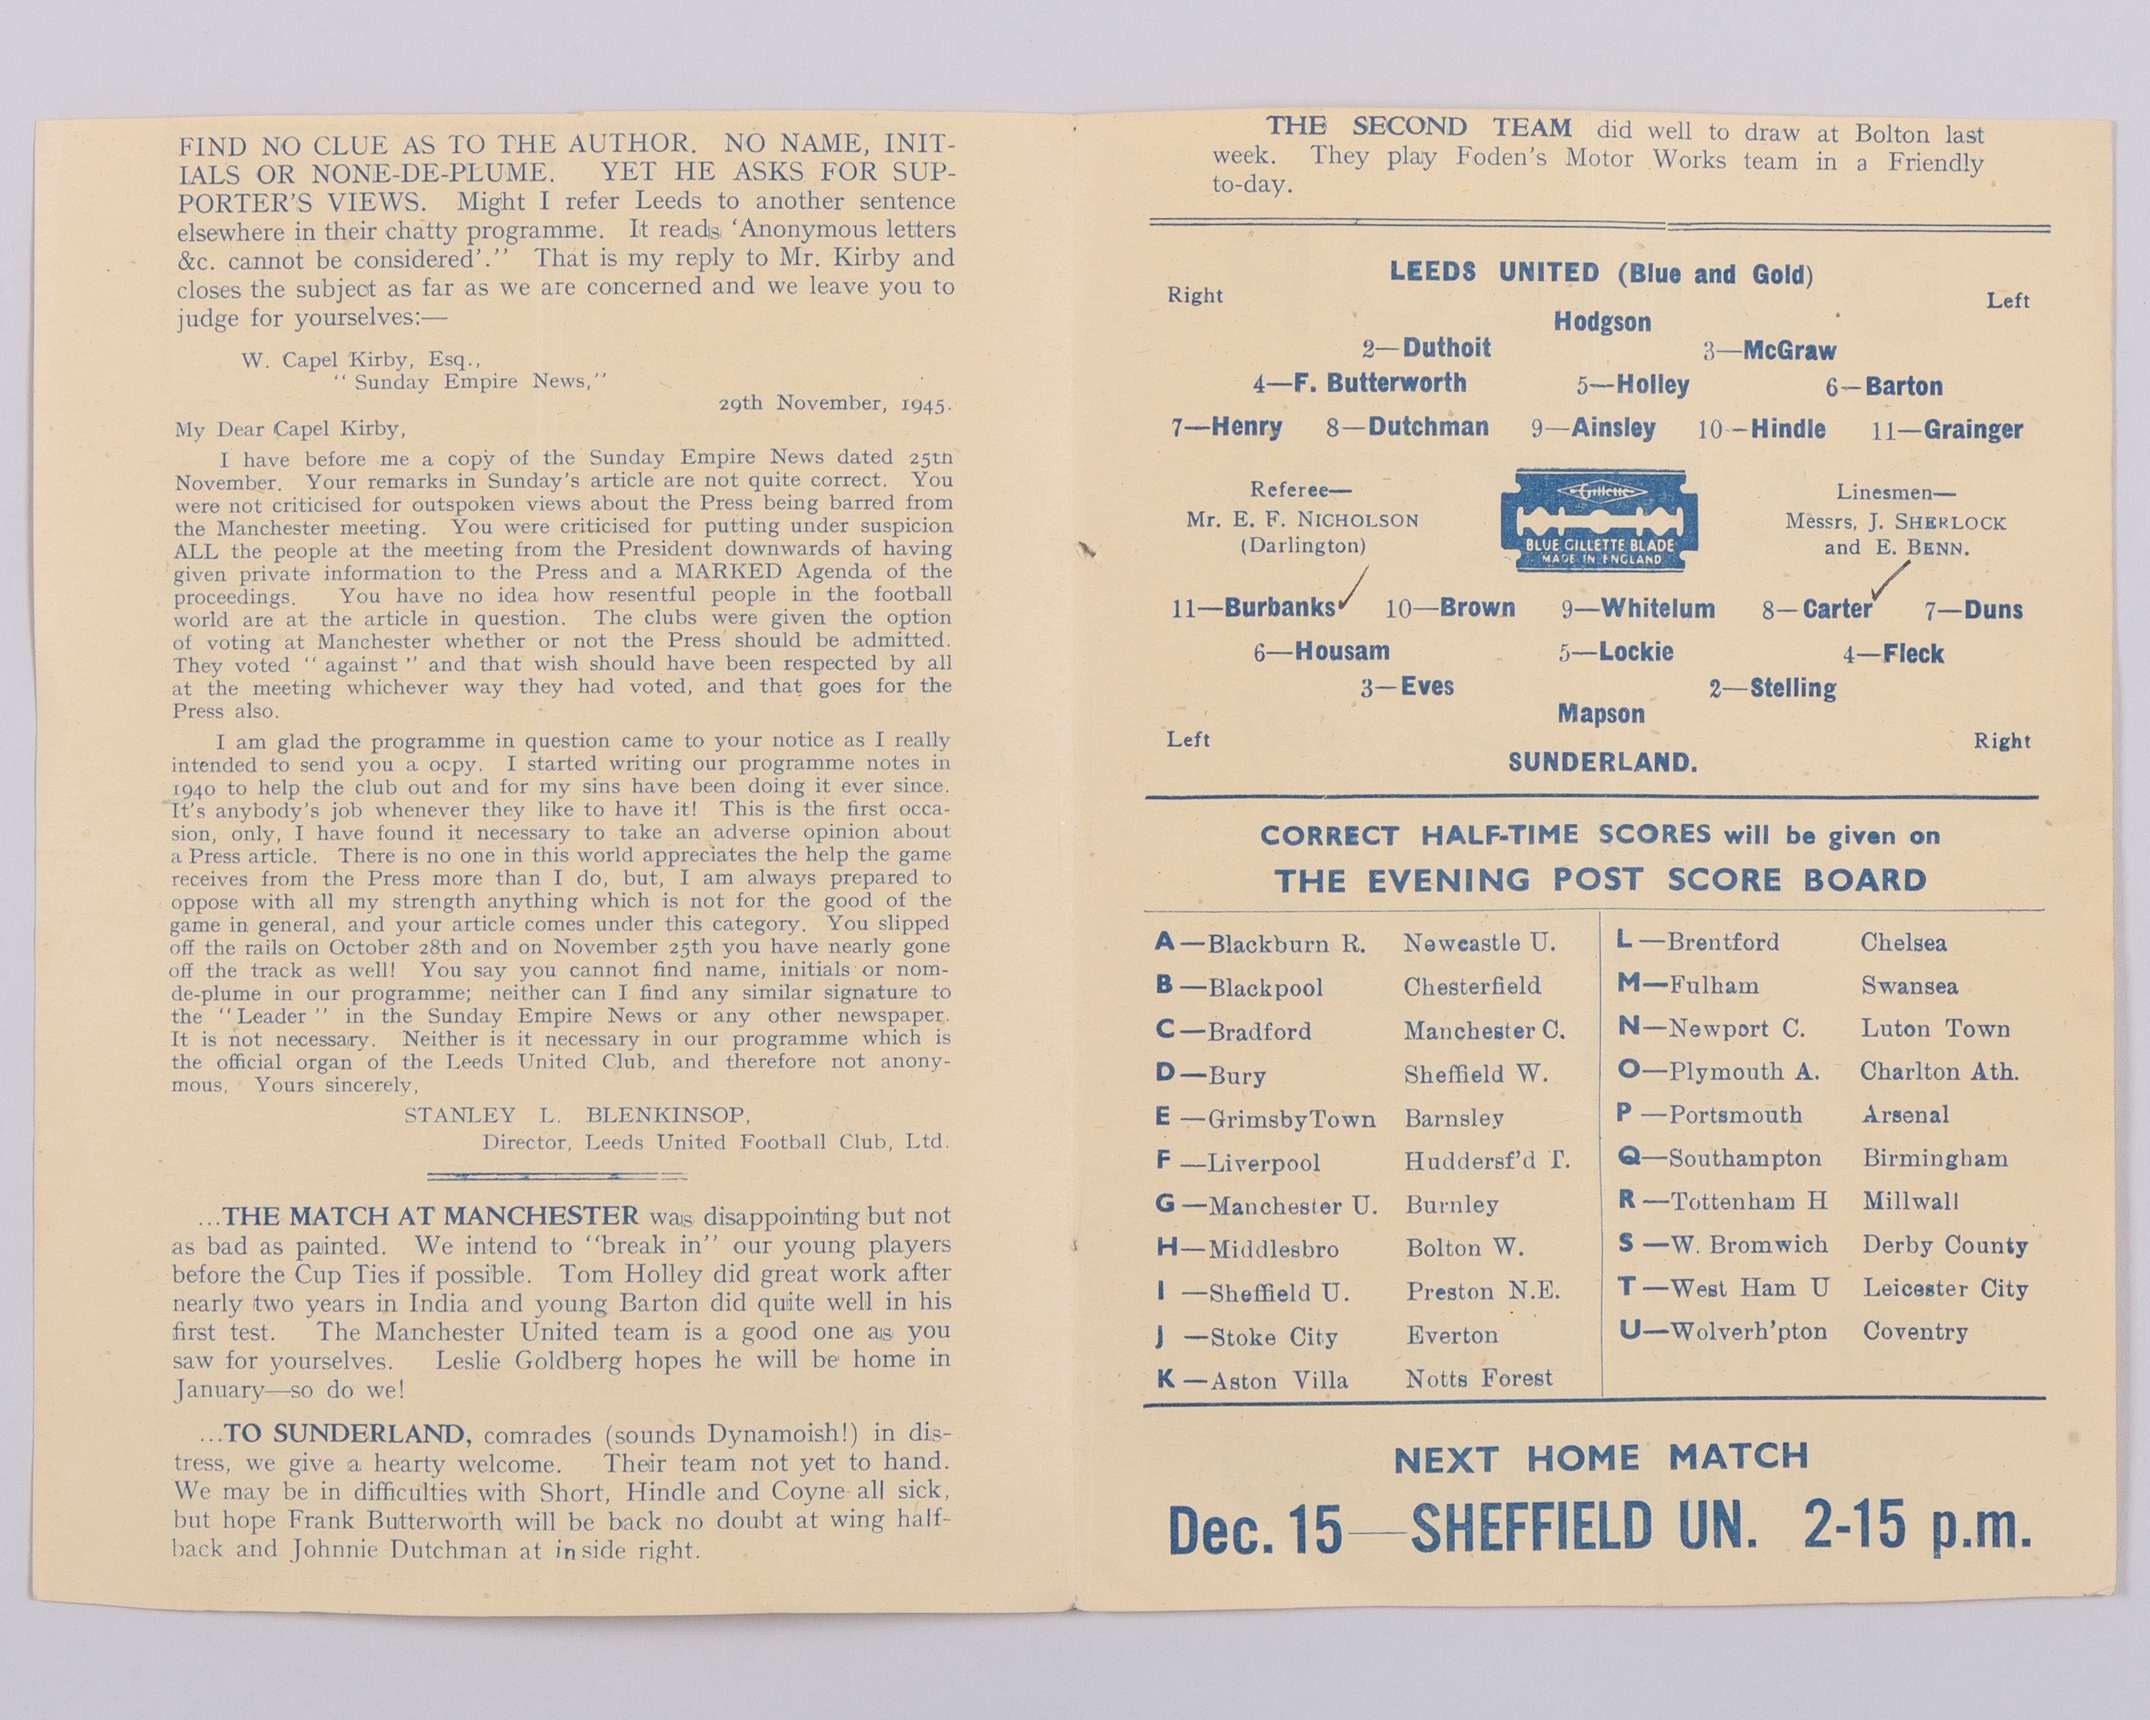 FIND NO CLUE AS TO THE AUTHOR. NO NAME, INIT-
IALS OR NONE-DE-PLUME. YET HE ASKS FOR SUP-
PORTER'S VIEWS. Might I refer Leeds to another sentence
elsewhere in their chatty programme. It reads 'Anonymous letters
&c. cannot be considered'." That is my reply to Mr. Kirby and
closes the subject as far as we are concerned and we leave you to
judge for yourselves:—
W. Capel Kirby, Esq.,
"Sunday Empire News,"
29th November, 1945.
My Dear Capel Kirby,
I have before me a copy of the Sunday Empire News dated 25th
November. Your remarks in Sunday's article are not quite correct. You
were not criticised for outspoken views about the Press being barred from
the Manchester meeting. You were criticised for putting under suspicion
ALL the people at the meeting from the President downwards of having
given private information to the Press and a MARKED Agenda of the
proceedings. You have no idea how resentful people in the football
world are at the article in question. The clubs were given the option
of voting at Manchester whether or not the Press should be admitted.
They voted "against" and that wish should have been respected by all
at the meeting whichever way they had voted, and that goes for the
Press also.
I am glad the programme in question came to your notice as I really
intended to send you a ocpy. I started writing our programme notes in
1940 to help the club out and for my sins have been doing it ever since.
It's anybody's job whenever they like to have it! This is the first occa-
sion, only, I have found it necessary to take an adverse opinion about
a Press article. There is no one in this world appreciates the help the game
receives from the Press more than I do, but, I am always prepared to
oppose with all my strength anything which is not for the good of the
game in general, and your article comes under this category. You slipped
off the rails on October 28th and on November 25th you have nearly gone
off the track as well! You say you cannot find name, initials or nom-
de-plume in our programme; neither can I find any similar signature to
the "Leader" in the Sunday Empire News or any other newspaper.
It is not necessary. Neither is it necessary in our programme which is
the official organ of the Leeds United Club, and therefore not anony-
mous, Yours sincerely,
STANLEY L. BLENKINSOP,
Director, Leeds United Football Club, Ltd.
...THE MATCH AT MANCHESTER was disappointing but not
as bad as painted. We intend to "break in" our young players
before the Cup Ties if possible. Tom Holley did great work after
nearly two years in India and young Barton did quite well in his
first test. The Manchester United team is a good one as you
saw for yourselves. Leslie Goldberg hopes he will be home in
January—so do we!
...TO SUNDERLAND, comrades (sounds Dynamoish!) in dis-
tress, we give a hearty welcome. Their team not yet to hand.
We may be in difficulties with Short, Hindle and Coyne all sick,
but hope Frank Butterworth will be back no doubt at wing half-
back and Johnnie Dutchman at inside right.
THE SECOND TEAM did well to draw at Bolton last
week. They play Foden's Motor Works team in a Friendly
to-day.
LEEDS UNITED (Blue and Gold)
Right Left
Hodgson
2—Duthoit 3—McGraw
4—F. Butterworth 5—Holley 6—Barton
7—Henry 8—Dutchman 9—Ainsley 10—Hindle 11—Grainger
Referee—
Mr. E. F. NICHOLSON
(Darlington)
Gillette
BLUE GILLETTE BLADE
MADE IN ENGLAND
Linesmen—
Messrs, J. SHERLOCK
and E. BENN.
11—Burbanks✓ 10—Brown 9—Whitelum 8—Carter✓ 7—Duns
6—Housam 5—Lockie 4—Fleck
3—Eves 2—Stelling
Mapson
Left Right
SUNDERLAND.
CORRECT HALF-TIME SCORES will be given on
THE EVENING POST SCORE BOARD
A—Blackburn R. Newcastle U.
B—Blackpool Chesterfield
C—Bradford Manchester C.
D—Bury Sheffield W.
E—GrimsbyTown Barnsley
F—Liverpool Huddersf'd T.
G—Manchester U. Burnley
H—Middlesbro Bolton W.
I—Sheffield U. Preston N.E.
J—Stoke City Everton
K—Aston Villa Notts Forest
L—Brentford Chelsea
M—Fulham Swansea
N—Newport C. Luton Town
O—Plymouth A. Charlton Ath.
P—Portsmouth Arsenal
Q—Southampton Birmingham
R—Tottenham H Millwall
S—W. Bromwich Derby County
T—West Ham U Leicester City
U—Wolverh'pton Coventry
NEXT HOME MATCH
Dec. 15—SHEFFIELD UN. 2-15 p.m.